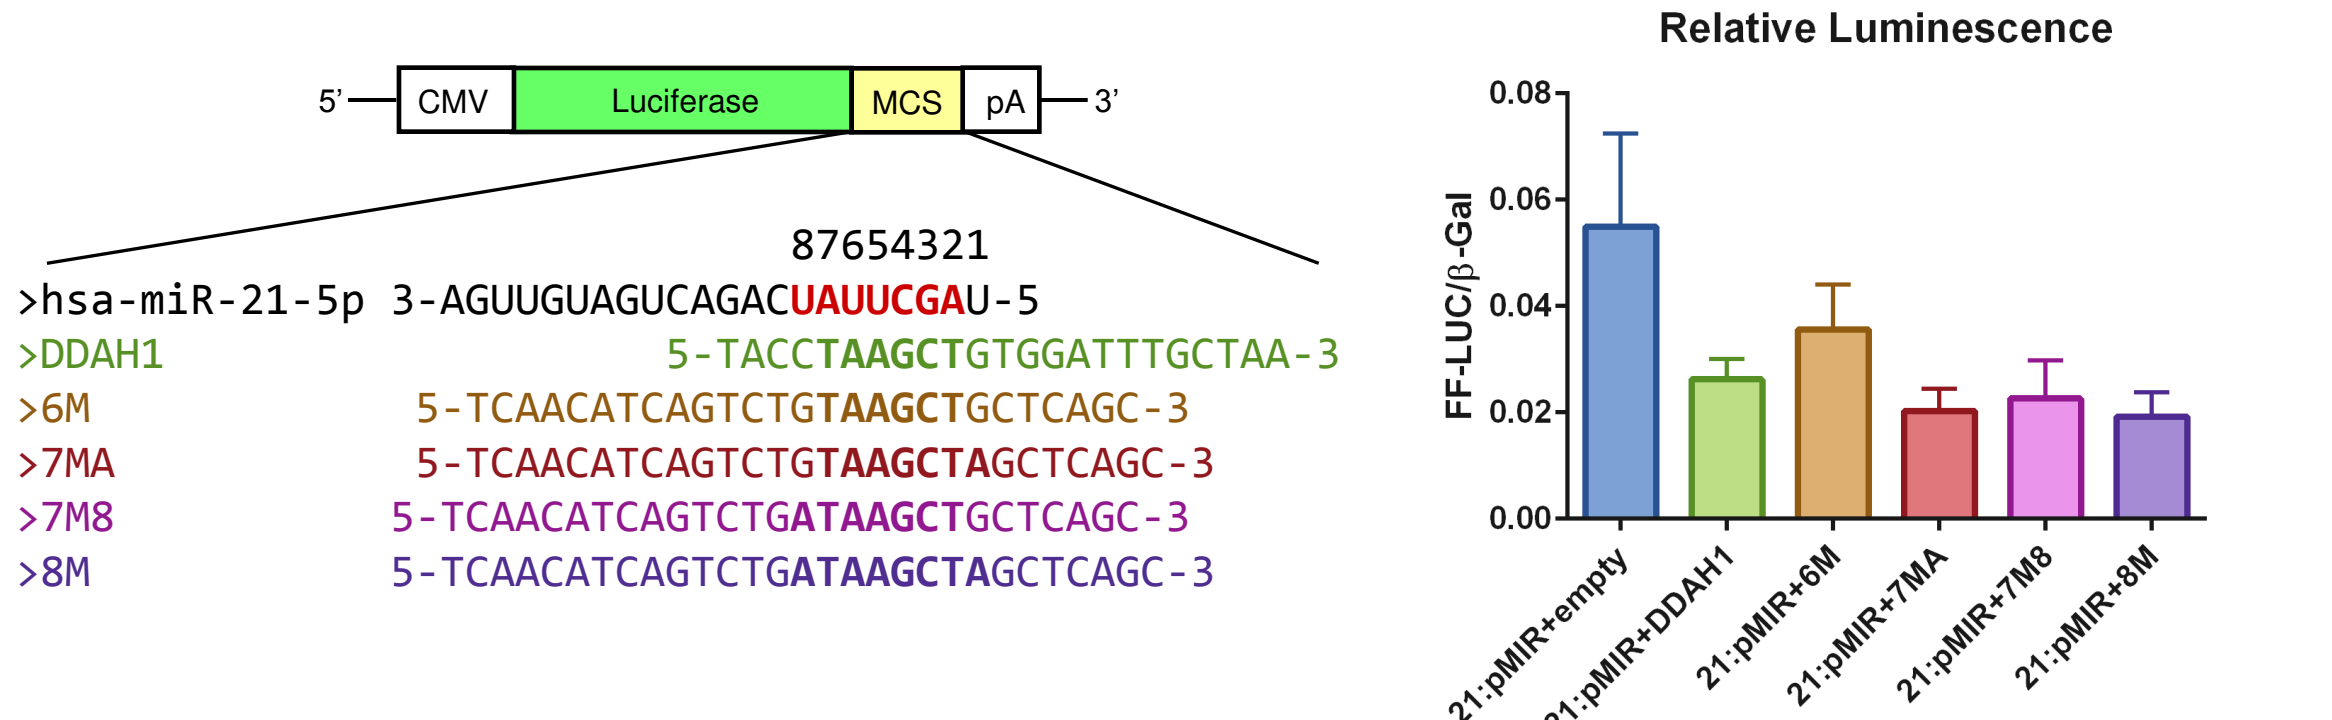 5’ CMV Luciferase MCS pA 3’
87654321
>hsa-miR-21-5p 3-AGUUGUAGUCAGACUAUUCGAU-5
>DDAH1 5-TACCTAAGCTGTGGATTTGCTAA-3
>6M 5-TCAACATCAGTCTGTAAGCTGCTCAGC-3
>7MA 5-TCAACATCAGTCTGTAAGCTAGCTCAGC-3
>7M8 5-TCAACATCAGTCTGATAAGCTGCTCAGC-3
>8M 5-TCAACATCAGTCTGATAAGCTAGCTCAGC-3
Relative Luminescence
FF-LUC/β-Gal
0.08
0.06
0.04
0.02
0.00
21:pMIR+empty
21:pMIR+DDAH1
21:pMIR+6M
21:pMIR+7MA
21:pMIR+7M8
21:pMIR+8M